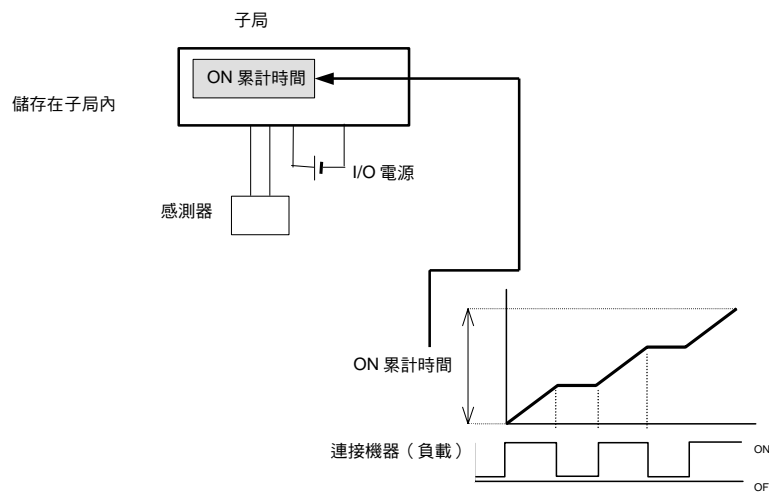 子局
ON 累計時間
儲存在子局內
I/O 電源
感測器
ON 累計時間
連接機器（負載）
ON
OF